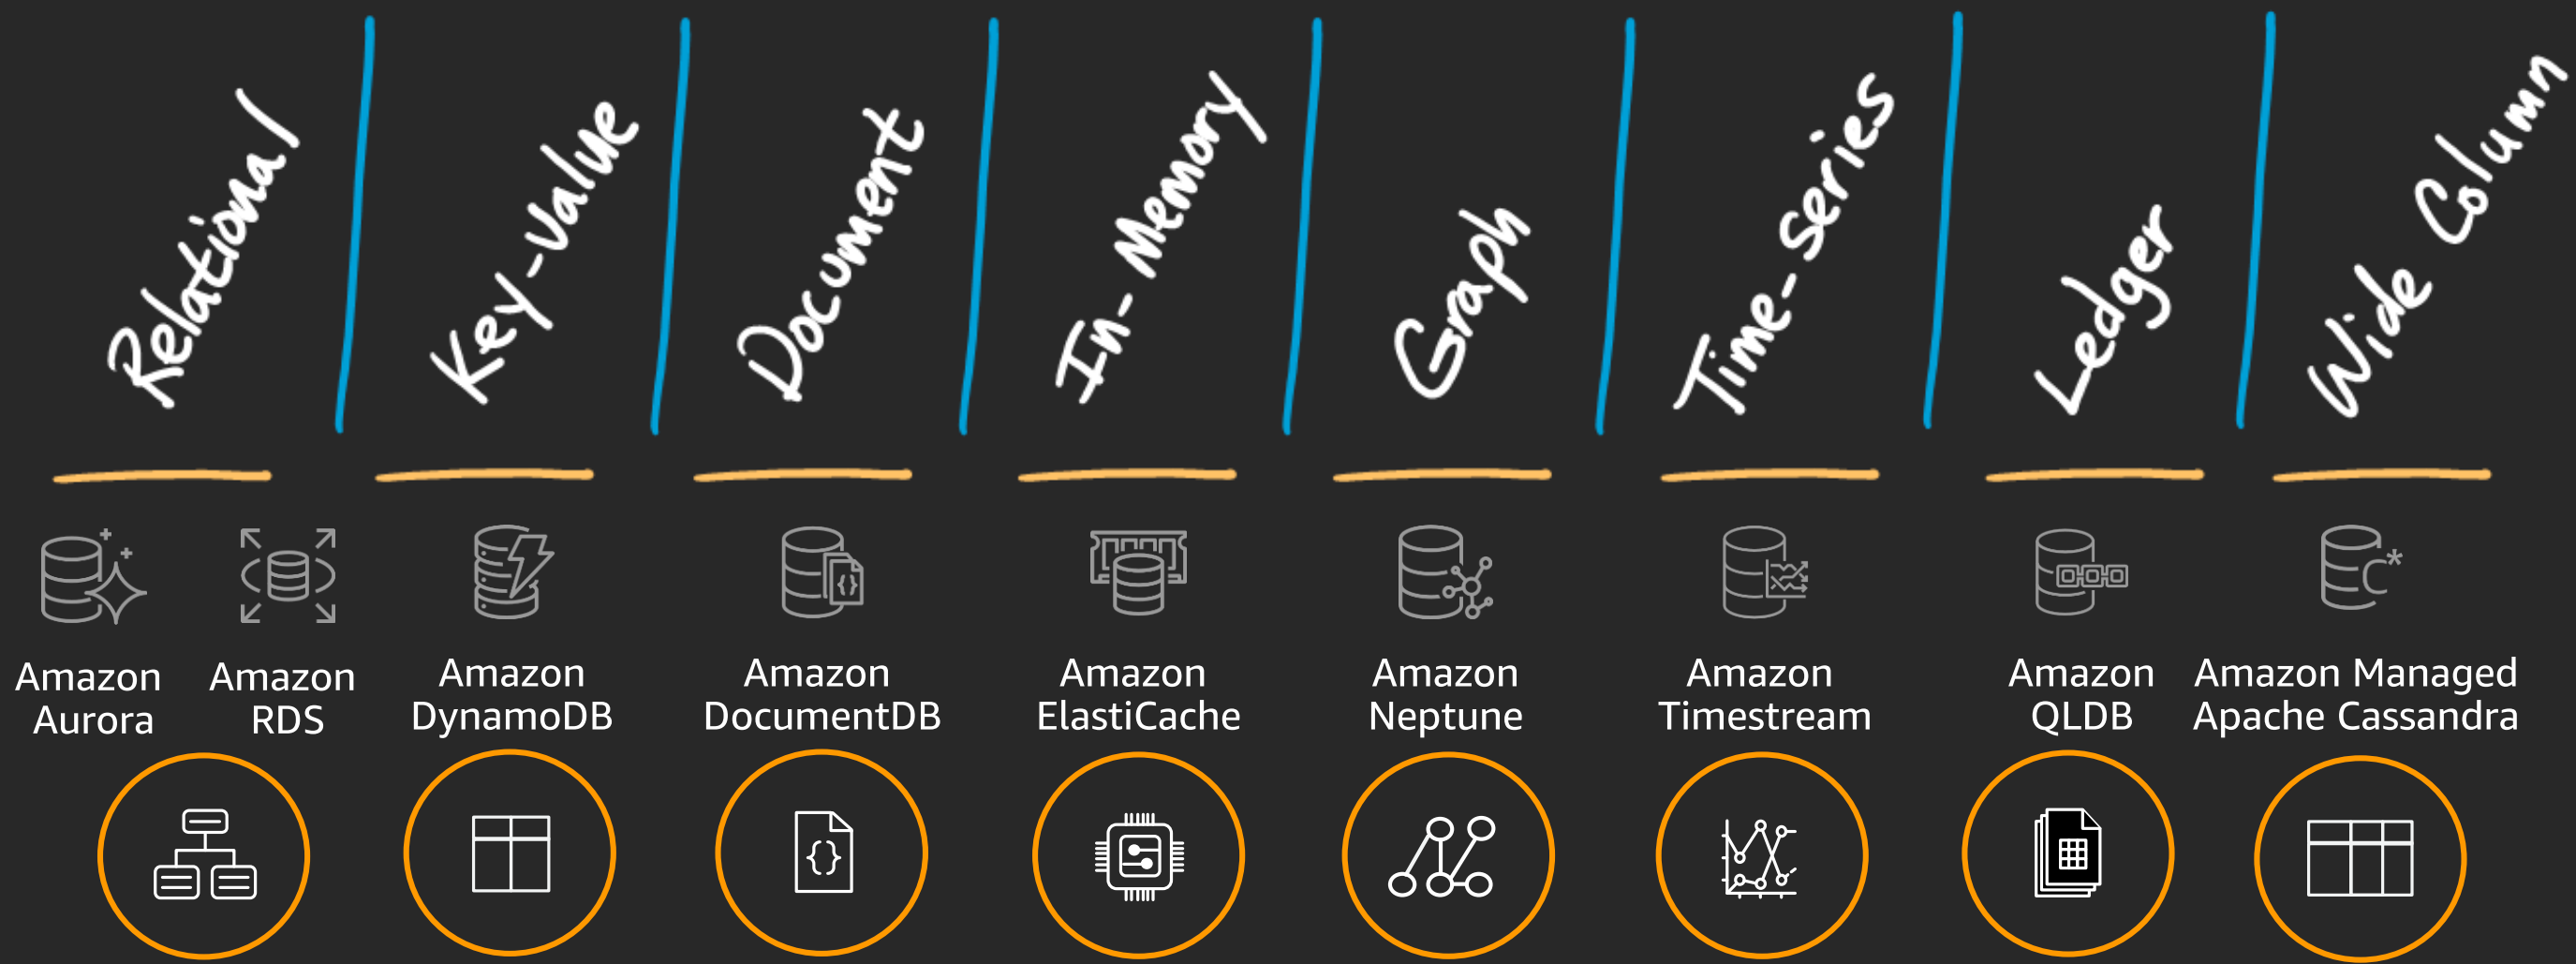 Relational
Key-Value
Document
In-Memory
Graph
Time-series
Ledger
Wide Column
Amazon
Aurora
Amazon
RDS
Amazon
DynamoDB
Amazon
DocumentDB
Amazon
ElastiCache
Amazon
Neptune
Amazon
Timestream
Amazon
QLDB
Amazon Managed
Apache Cassandra
{}
C*
{}